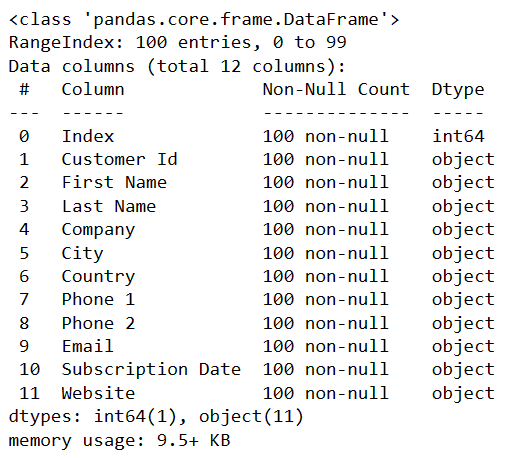 <class 'pandas.core.frame.DataFrame'>
RangeIndex: 100 entries, 0 to 99
Data columns (total 12 columns):
 #   Column             Non-Null Count  Dtype
---  ------             --------------  -----
 0   Index              100 non-null    int64
 1   Customer Id        100 non-null    object
 2   First Name         100 non-null    object
 3   Last Name          100 non-null    object
 4   Company            100 non-null    object
 5   City               100 non-null    object
 6   Country            100 non-null    object
 7   Phone 1            100 non-null    object
 8   Phone 2            100 non-null    object
 9   Email              100 non-null    object
 10  Subscription Date  100 non-null    object
 11  Website            100 non-null    object
dtypes: int64(1), object(11)
memory usage: 9.5+ KB